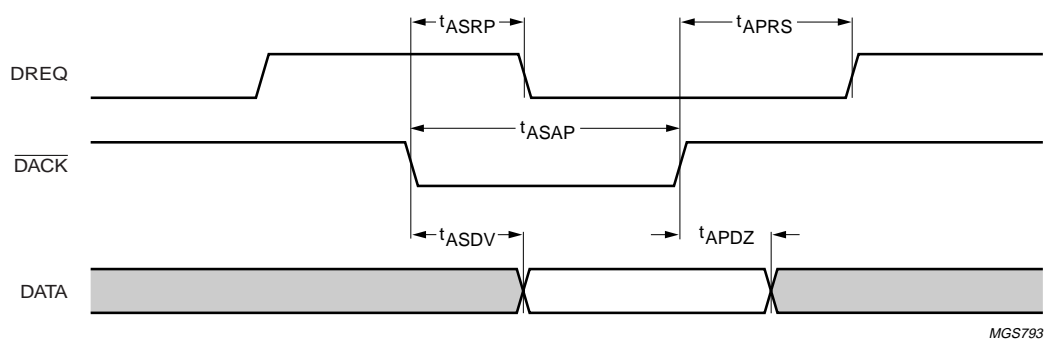 tASRP
tAPRS
DREQ
tASAP
DACK
tASDV
tAPDZ
DATA
MGS793